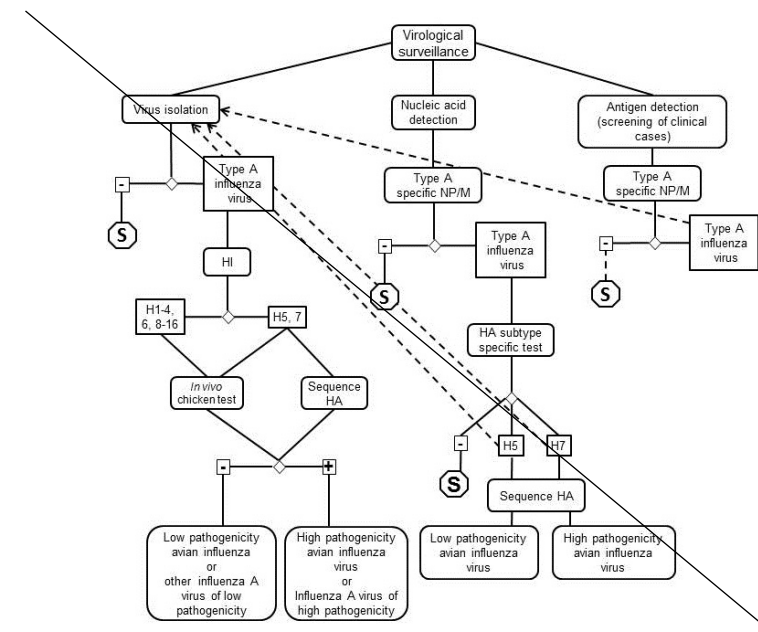 Virological
surveillance
Virus isolation
Nucleic acid
detection
Antigen detection
(screening of clinical
cases)
Type A
influenza
virus
Type A
specific NP/M
Type A
specific NP/M
-
S
HI
-
S
Type A
influenza
virus
-
S
Type A
influenza
virus
H1-4,
6, 8-16
H5, 7
HA subtype
specific test
In vivo
chicken test
Sequence
HA
-
S
H5
H7
-
+
Sequence HA
Low pathogenicity
avian influenza
or
other influenza A
virus of low
pathogenicity
High pathogenicity
avian influenza
virus
or
Influenza A virus of
high pathogenicity
Low pathogenicity
avian influenza
virus
High pathogenicity
avian influenza
virus